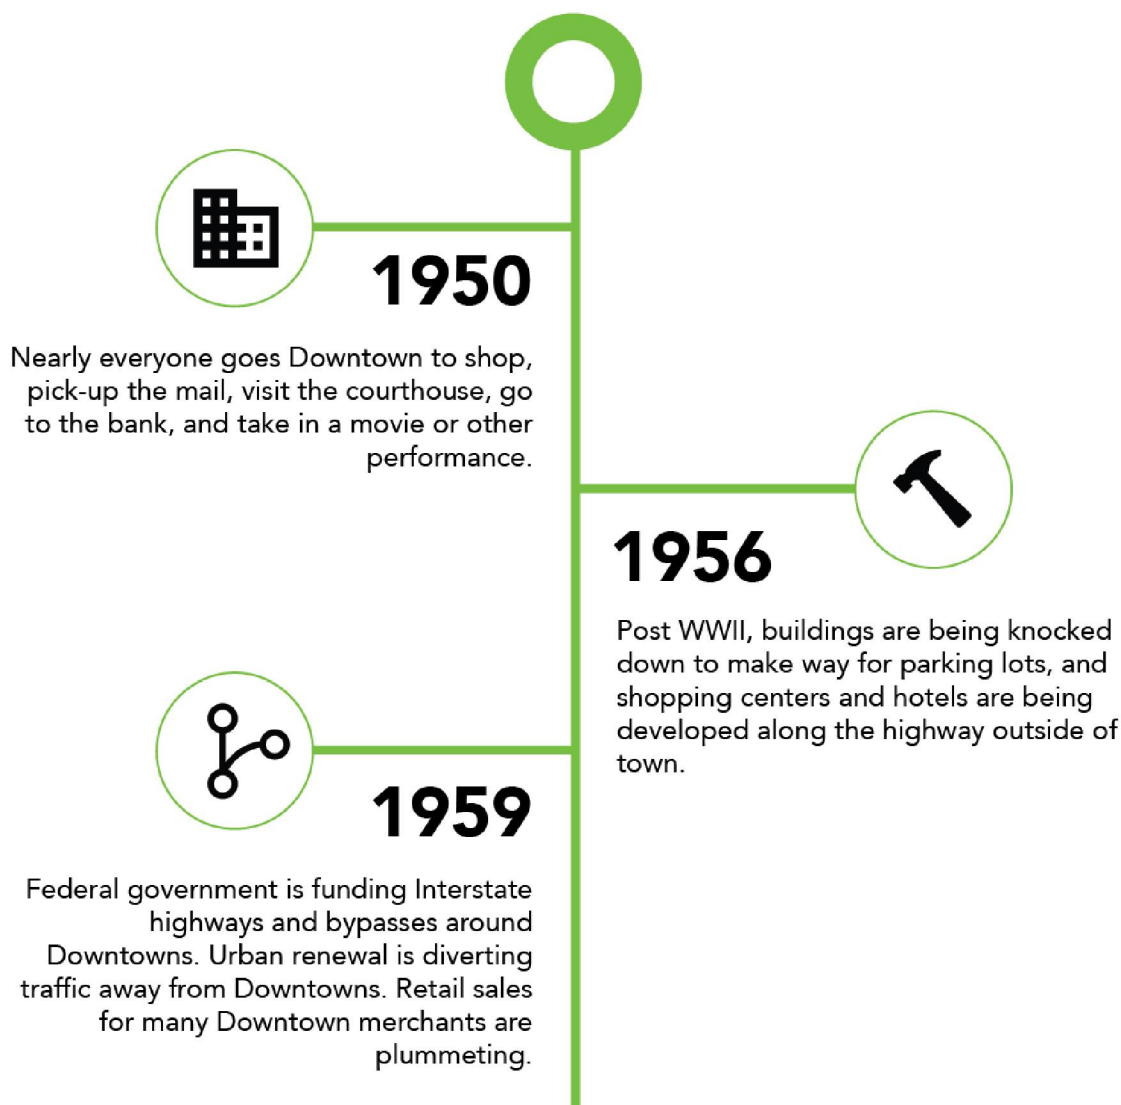 1950
Nearly everyone goes Downtown to shop,
pick-up the mail, visit the courthouse, go
to the bank, and take in a movie or other
performance.
1956
Post WWII, buildings are being knocked
down to make way for parking lots, and
shopping centers and hotels are being
developed along the highway outside of
town.
1959
Federal government is funding Interstate
highways and bypasses around
Downtowns. Urban renewal is diverting
traffic away from Downtowns. Retail sales
for many Downtown merchants are
plummeting.